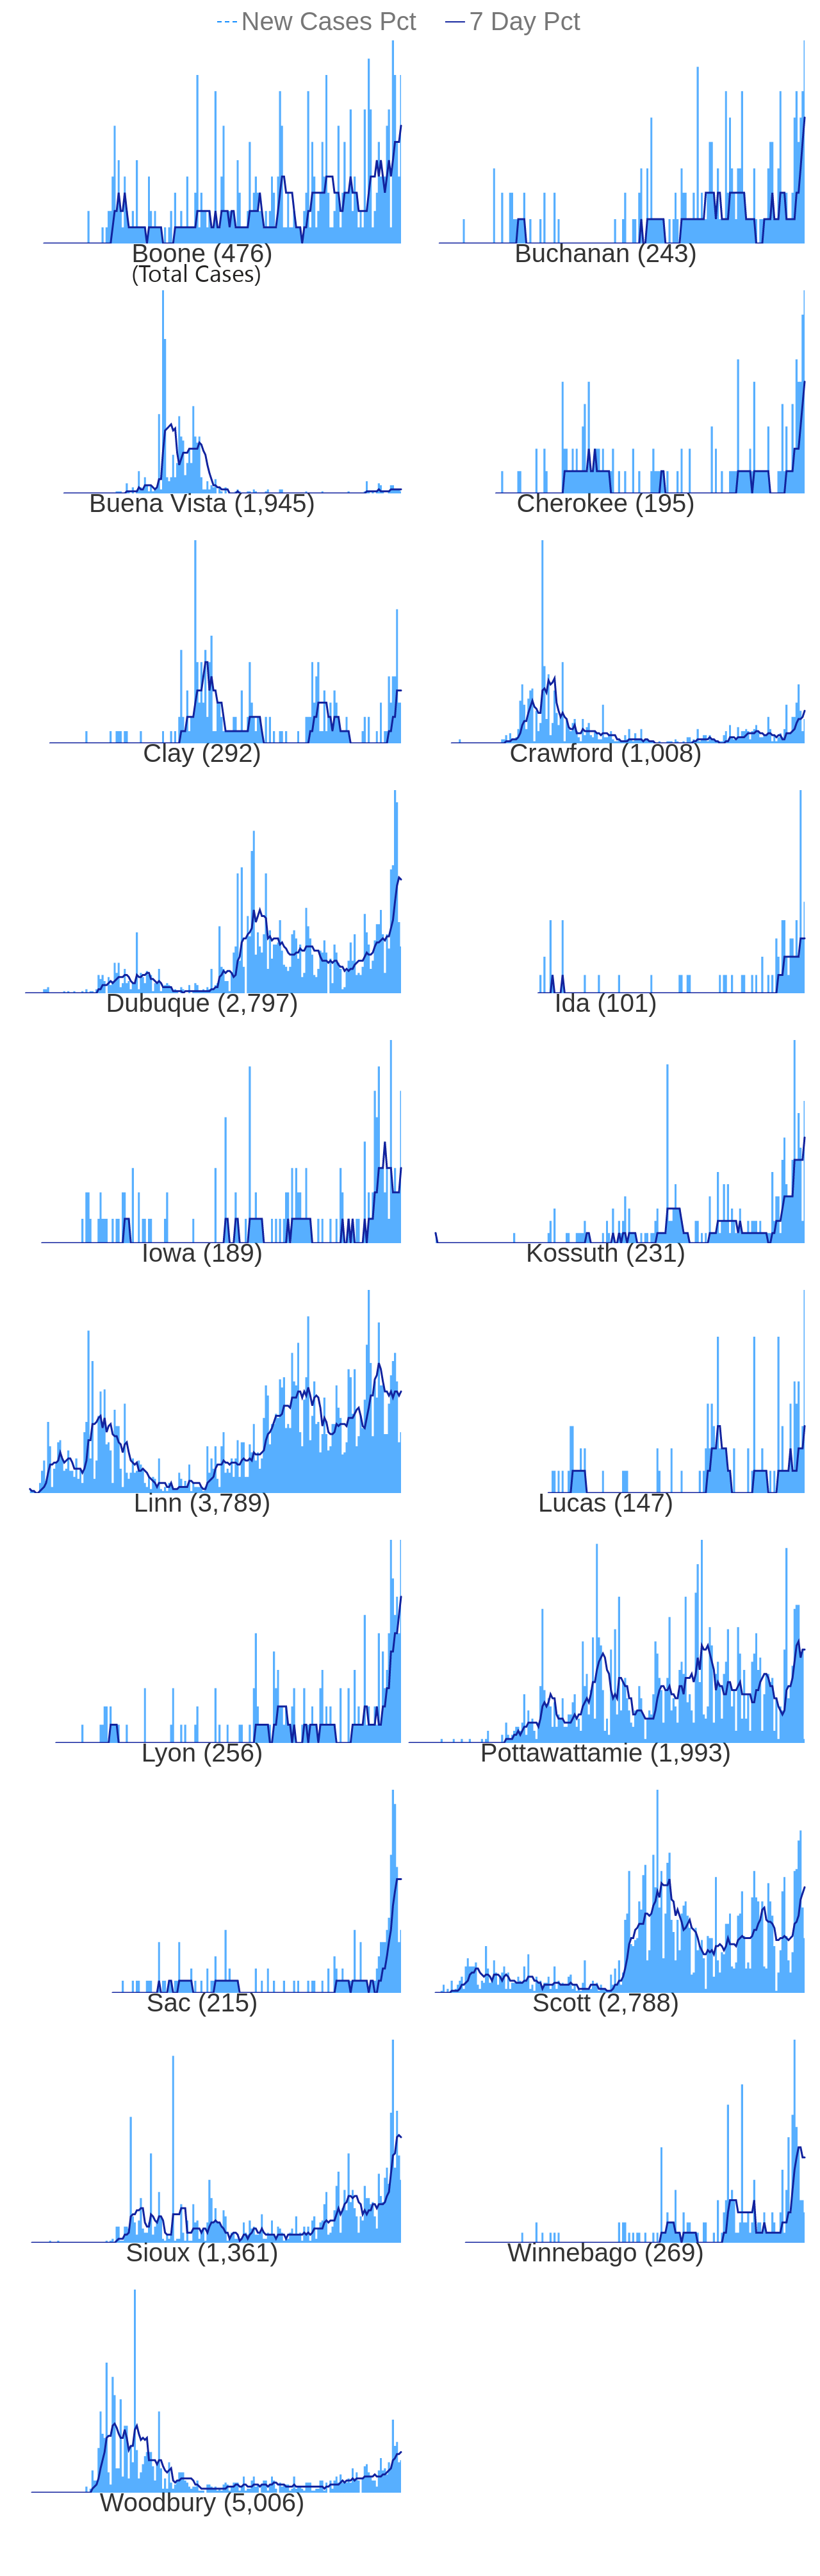 New Cases Pct 7 Day Pct
Boone (476) Buchanan (243)
(Total Cases)
Buena Vista (1,945) Cherokee (195)
Clay (292) Crawford (1,008)
Dubuque (2,797) Ida (101)
Iowa (189) Kossuth (231)
Linn (3,789) Lucas (147)
Lyon (256) Pottawattamie (1,993)
Sac (215) Scott (2,788)
Sioux (1,361) Winnebago (269)
Woodbury (5,006)